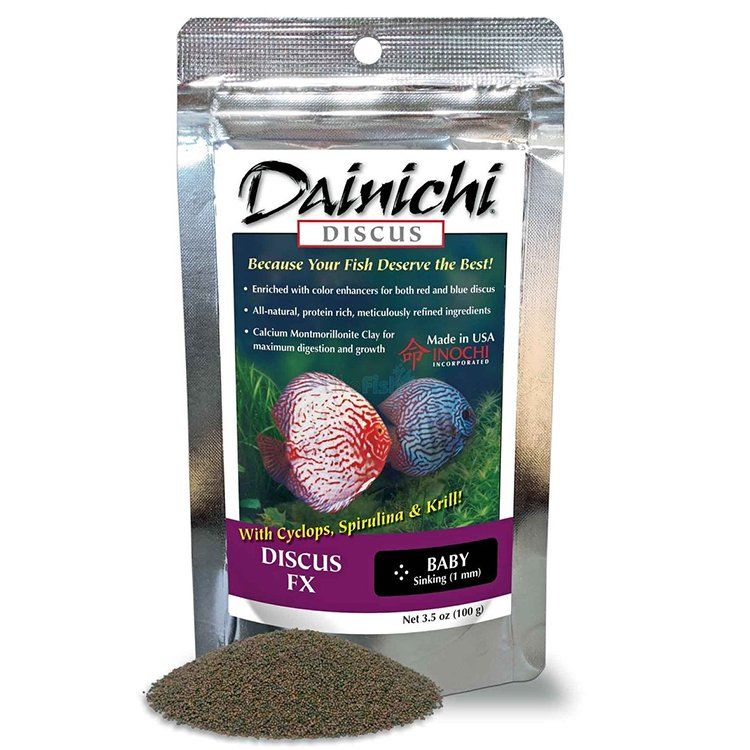 Dainichi®
DISCUS
Because Your Fish Deserve the Best!
• Enriched with color enhancers for both red and blue discus
• All-natural, protein rich, meticulously refined ingredients
• Calcium Montmorillonite Clay for
maximum digestion and growth
Made in USA
命 INOCHI
INCORPORATED
With Cyclops, Spirulina & Krill!
DISCUS
FX
BABY
Sinking (1 mm)
Net 3.5 oz (100 g)